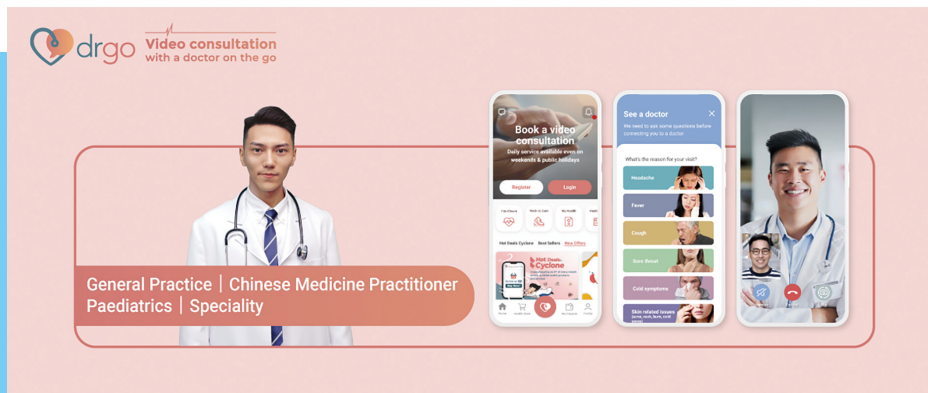 drgo
Video consultation
with a doctor on the go
General Practice | Chinese Medicine Practitioner
Paediatrics | Speciality
Book a video
consultation
Daily service available even on
weekends & public holidays
Register
Login
Hot Deals Cyclone
Best Sellers
New Offers
Hot Deals
Cyclone
See a doctor
We need to ask some questions before
connecting you to a doctor
What's the reason for your visit?
Headache
Fever
Cough
Sore throat
Cold symptoms
Skin related issues